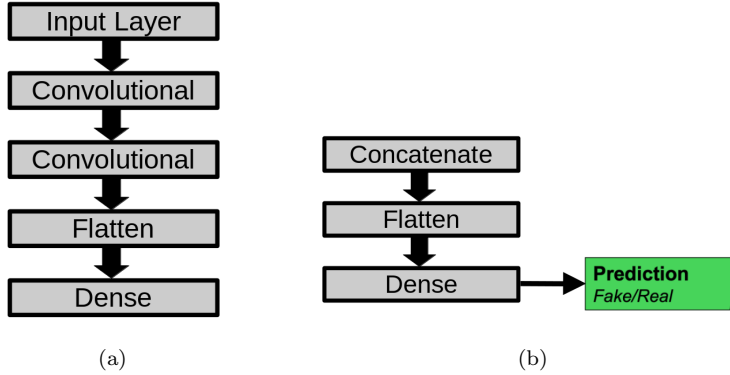 Input Layer
Convolutional
Convolutional
Flatten
Dense
(a)
Concatenate
Flatten
Dense
Prediction
Fake/Real
(b)